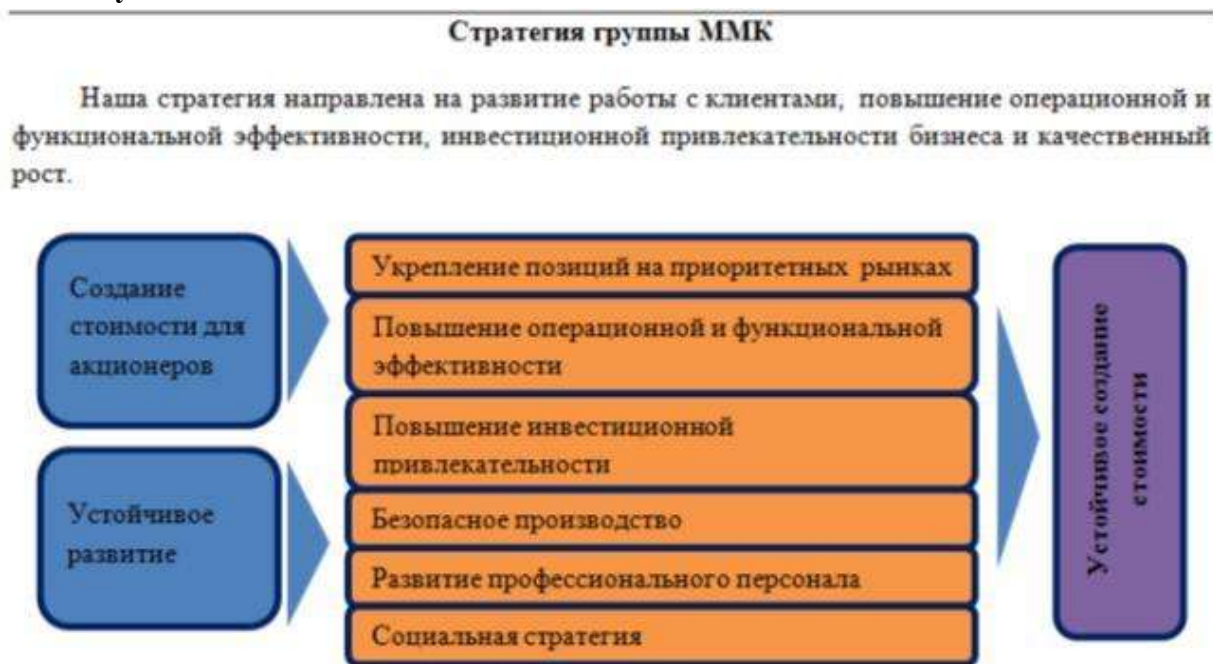 Стратегия группы ММК
Наша стратегия направлена на развитие работы с клиентами, повышение операционной и
функциональной эффективности, инвестиционной привлекательности бизнеса и качественный
рост.
Создание
стоимости для
акционеров
Устойчивое
развитие
Укрепление позиций на приоритетных рынках
Повышение операционной и функциональной
эффективности
Повышение инвестиционной
привлекательности
Безопасное производство
Развитие профессионального персонала
Социальная стратегия
Устойчивое создание
стоимости